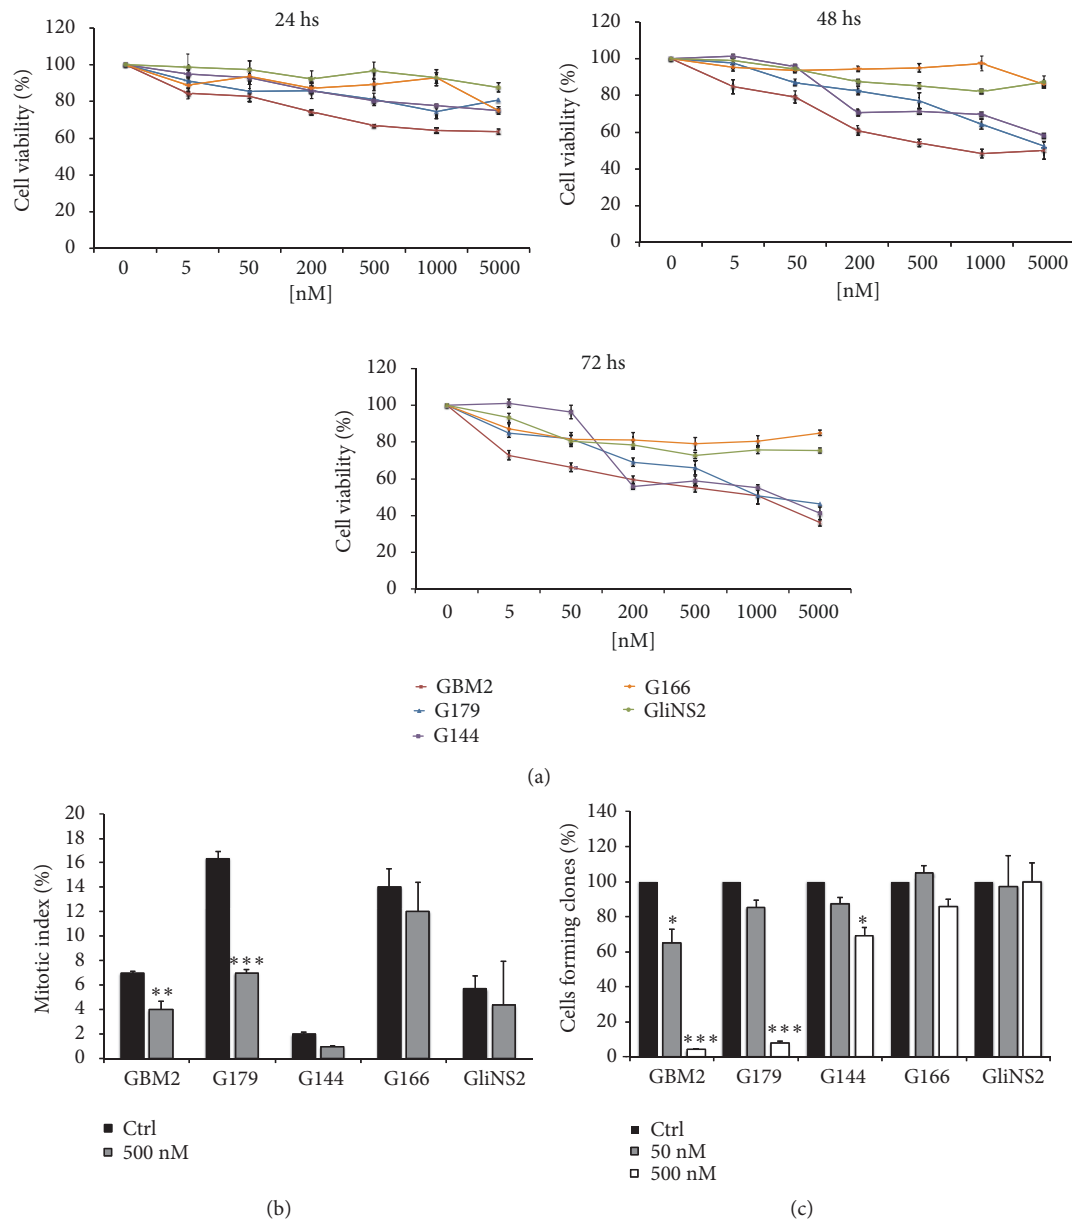 24 hs
120
100
80
60
40
20
0
Cell viability (%)
0 5 50 200 500 1000 5000
[nM]
48 hs
120
100
80
60
40
20
0
Cell viability (%)
0 5 50 200 500 1000 5000
[nM]
72 hs
120
100
80
60
40
20
0
Cell viability (%)
0 5 50 200 500 1000 5000
[nM]
GBM2
G179
G144
G166
GliNS2
(a)
20
18
16
14
12
10
8
6
4
2
0
Mitotic index (%)
**
***
GBM2 G179 G144 G166 GliNS2
Ctrl
500 nM
(b)
140
120
100
80
60
40
20
0
Cells forming clones (%)
*
***
***
*
GBM2 G179 G144 G166 GliNS2
Ctrl
50 nM
500 nM
(c)